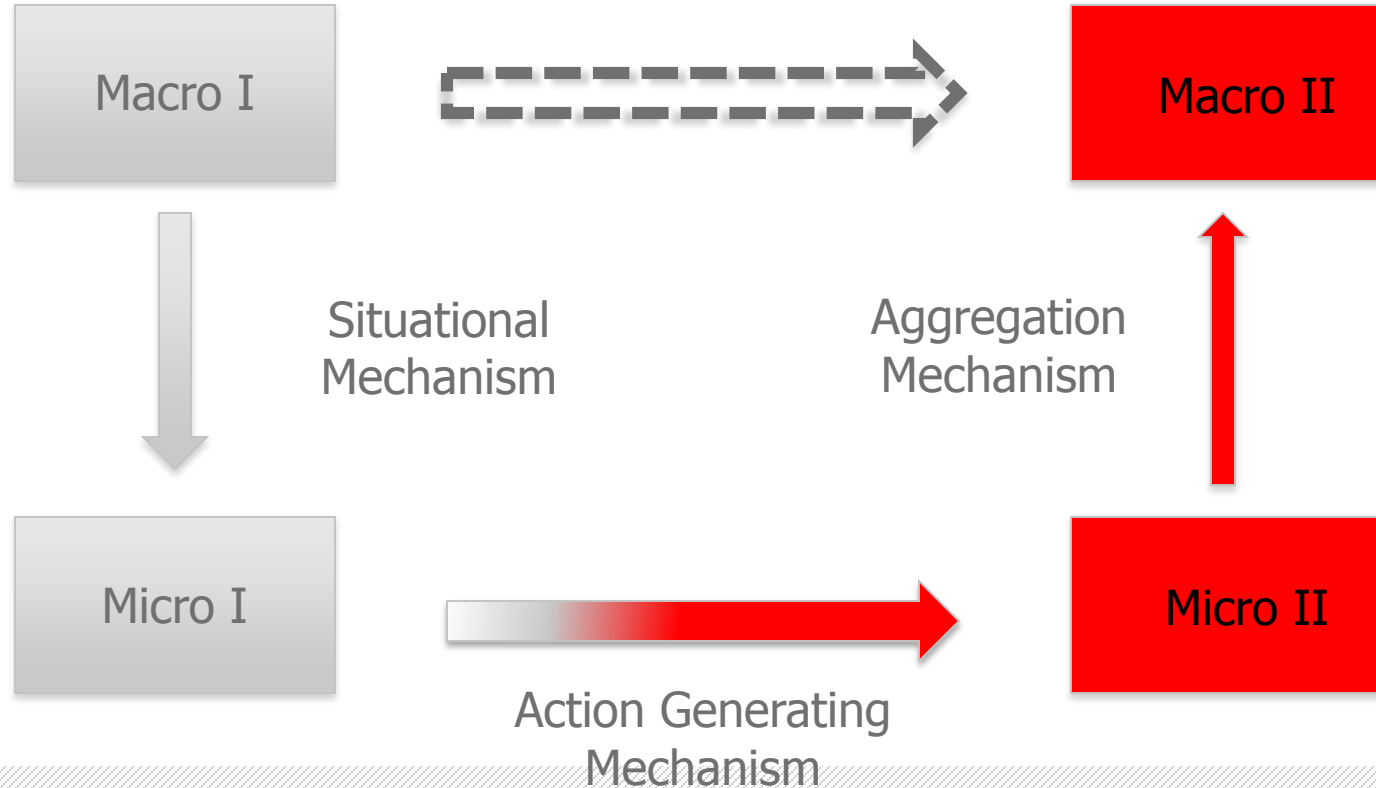 Macro I
Macro II
Situational
Mechanism
Aggregation
Mechanism
Micro I
Micro II
Action Generating
Mechanism